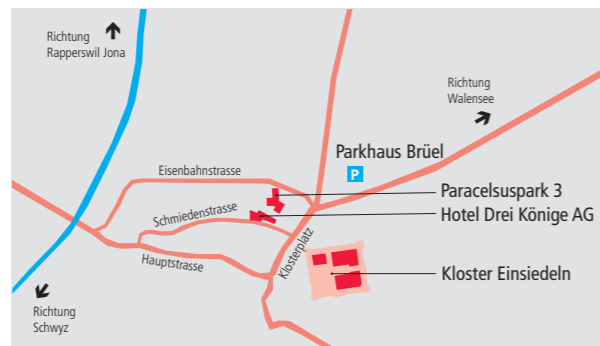 Richtung
Rapperswil Jona
Richtung
Walensee
Parkhaus Brüel
P
Eisenbahnstrasse
Paracelsuspark 3
Schmiedenstrasse
Hotel Drei Könige AG
Hauptstrasse
Klosterplatz
Kloster Einsiedeln
Richtung
Schwyz